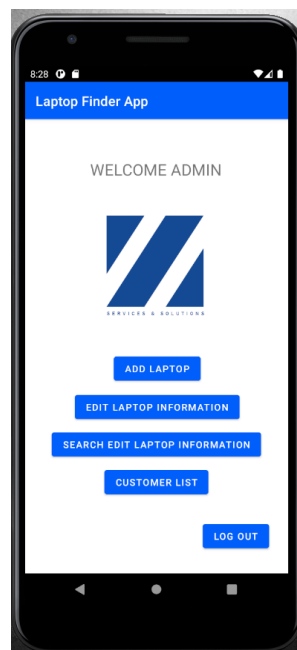 8:28
Laptop Finder App
WELCOME ADMIN
SERVICES & SOLUTIONS
ADD LAPTOP
EDIT LAPTOP INFORMATION
SEARCH EDIT LAPTOP INFORMATION
CUSTOMER LIST
LOG OUT